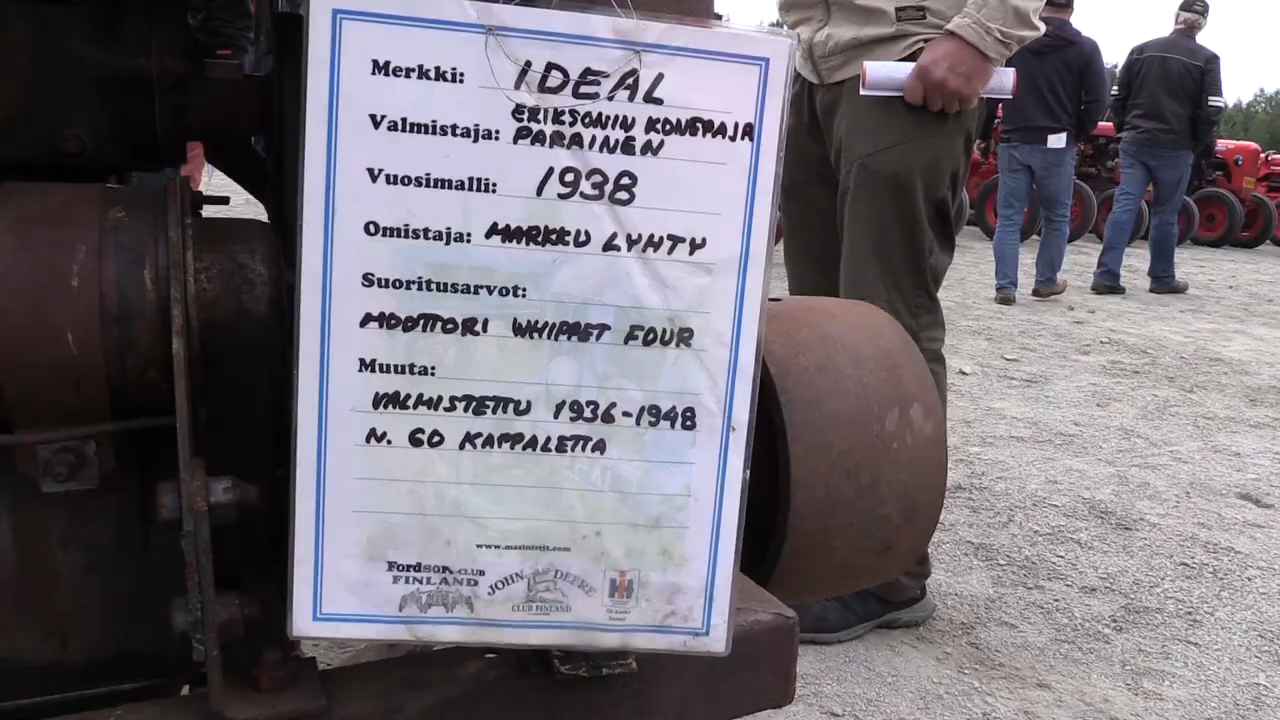 Merkki: IDEAL
Valmistaja: ERIKSONIN KONEPAJA
PARAINEN
Vuosimalli: 1938
Omistaja: MARKKU LYHTY
Suoritusarvot:
MOOTTORI WHIPPET FOUR
Muuta:
VALMISTETTU 1936-1948
N. 60 KAPPALETTA
www.masinistit.com
Fordson-CLUB
FINLAND
JOHN DEERE
CLUB FINLAND